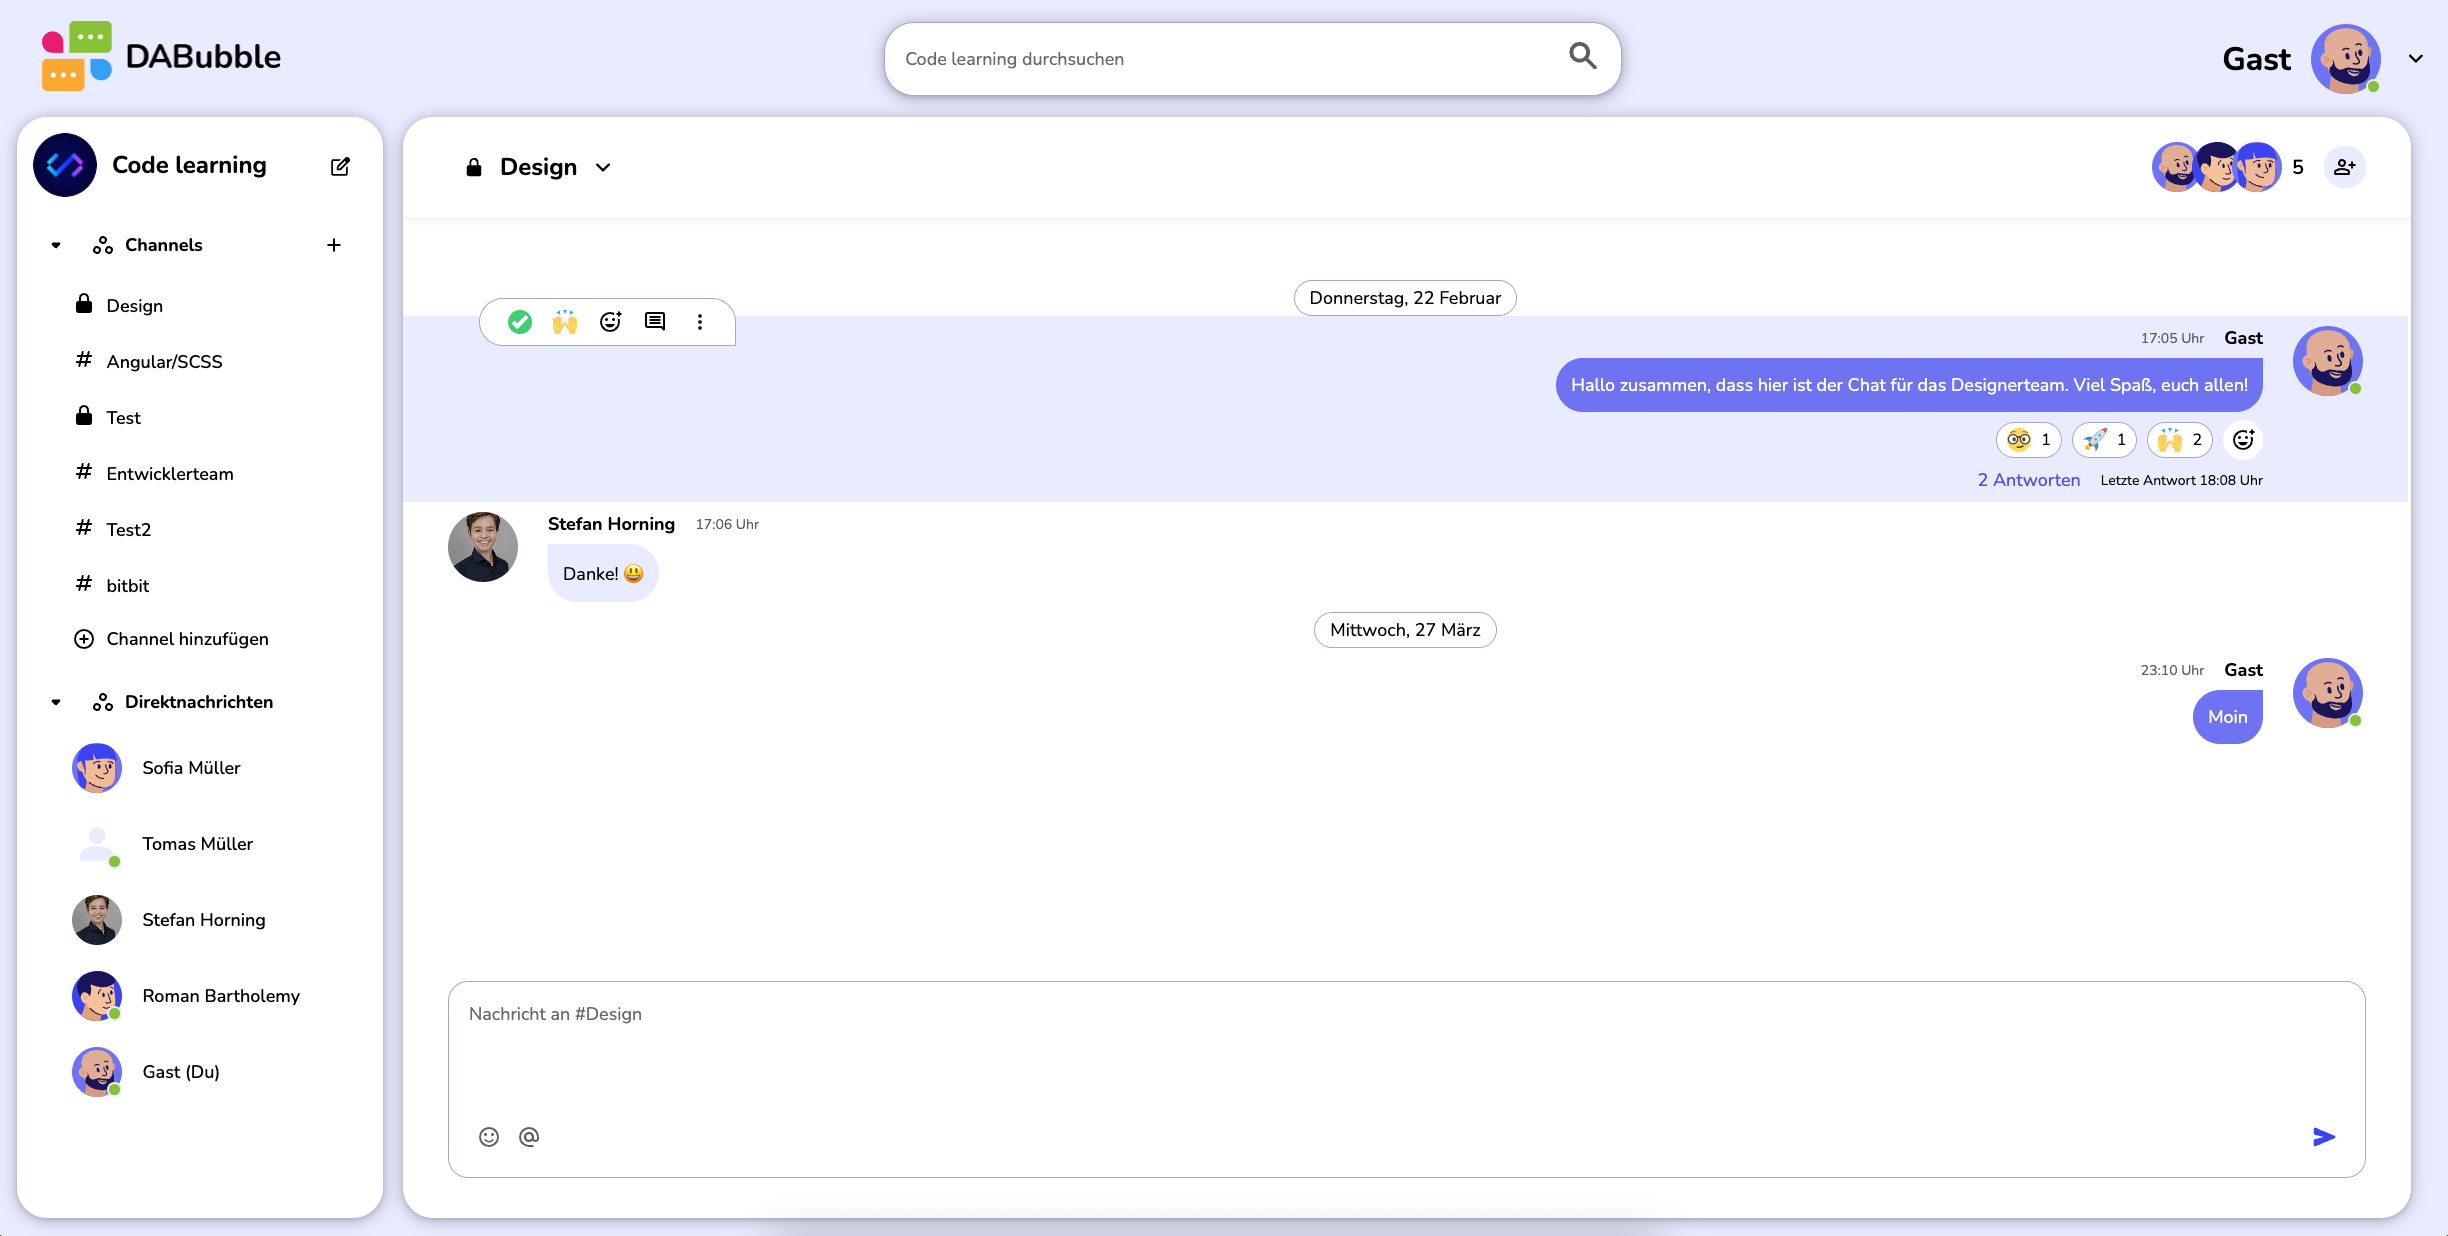 DABubble
Code learning durchsuchen
Gast
Code learning
Channels
Design
Angular/SCSS
Test
Entwicklerteam
Test2
bitbit
Channel hinzufügen
Direktnachrichten
Sofia Müller
Tomas Müller
Stefan Horning
Roman Bartholemy
Gast (Du)
Design
5
Donnerstag, 22 Februar
17:05 Uhr Gast
Hallo zusammen, dass hier ist der Chat für das Designerteam. Viel Spaß, euch allen!
1 1 2
2 Antworten Letzte Antwort 18:08 Uhr
Stefan Horning 17:06 Uhr
Danke! 😃
Mittwoch, 27 März
23:10 Uhr Gast
Moin
Nachricht an #Design